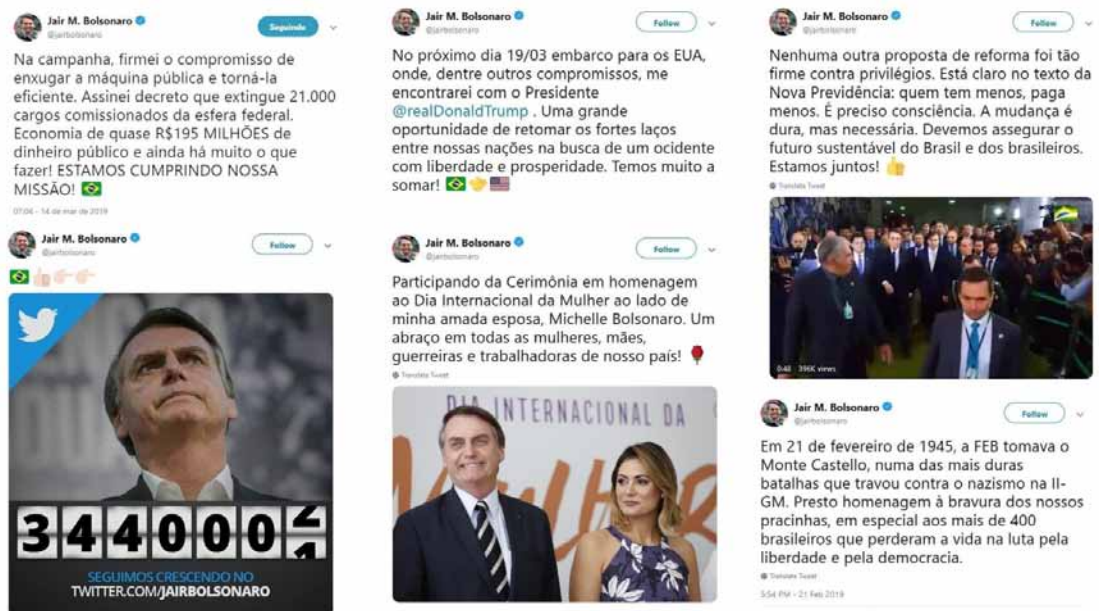 Jair M. Bolsonaro
@jairbolsonaro
Seguindo
Na campanha, firmei o compromisso de
enxugar a máquina pública e torná-la
eficiente. Assinei decreto que extingue 21.000
cargos comissionados da esfera federal.
Economia de quase R$195 MILHÕES de
dinheiro público e ainda há muito o que
fazer! ESTAMOS CUMPRINDO NOSSA
MISSÃO!
07:06 - 14 de mar de 2019
Jair M. Bolsonaro
@jairbolsonaro
Follow
344000
SEGUIMOS CRESCENDO NO
TWITTER.COM/JAIRBOLSONARO
Jair M. Bolsonaro
@jairbolsonaro
Follow
No próximo dia 19/03 embarco para os EUA,
onde, dentre outros compromissos, me
encontrarei com o Presidente
@realDonaldTrump . Uma grande
oportunidade de retomar os fortes laços
entre nossas nações na busca de um ocidente
com liberdade e prosperidade. Temos muito a
somar!
Jair M. Bolsonaro
@jairbolsonaro
Follow
Participando da Cerimônia em homenagem
ao Dia Internacional da Mulher ao lado de
minha amada esposa, Michelle Bolsonaro. Um
abraço em todas as mulheres, mães,
guerreiras e trabalhadoras de nosso país!
Translate Tweet
DIA INTERNACIONAL DA
Jair M. Bolsonaro
@jairbolsonaro
Follow
Nenhuma outra proposta de reforma foi tão
firme contra privilégios. Está claro no texto da
Nova Previdência: quem tem menos, paga
menos. É preciso consciência. A mudança é
dura, mas necessária. Devemos assegurar o
futuro sustentável do Brasil e dos brasileiros.
Estamos juntos!
Translate Tweet
0:48 396K views
Jair M. Bolsonaro
@jairbolsonaro
Follow
Em 21 de fevereiro de 1945, a FEB tomava o
Monte Castello, numa das mais duras
batalhas que travou contra o nazismo na II-
GM. Presto homenagem à bravura dos nossos
pracinhas, em especial aos mais de 400
brasileiros que perderam a vida na luta pela
liberdade e pela democracia.
Translate Tweet
5:54 PM - 21 Feb 2019